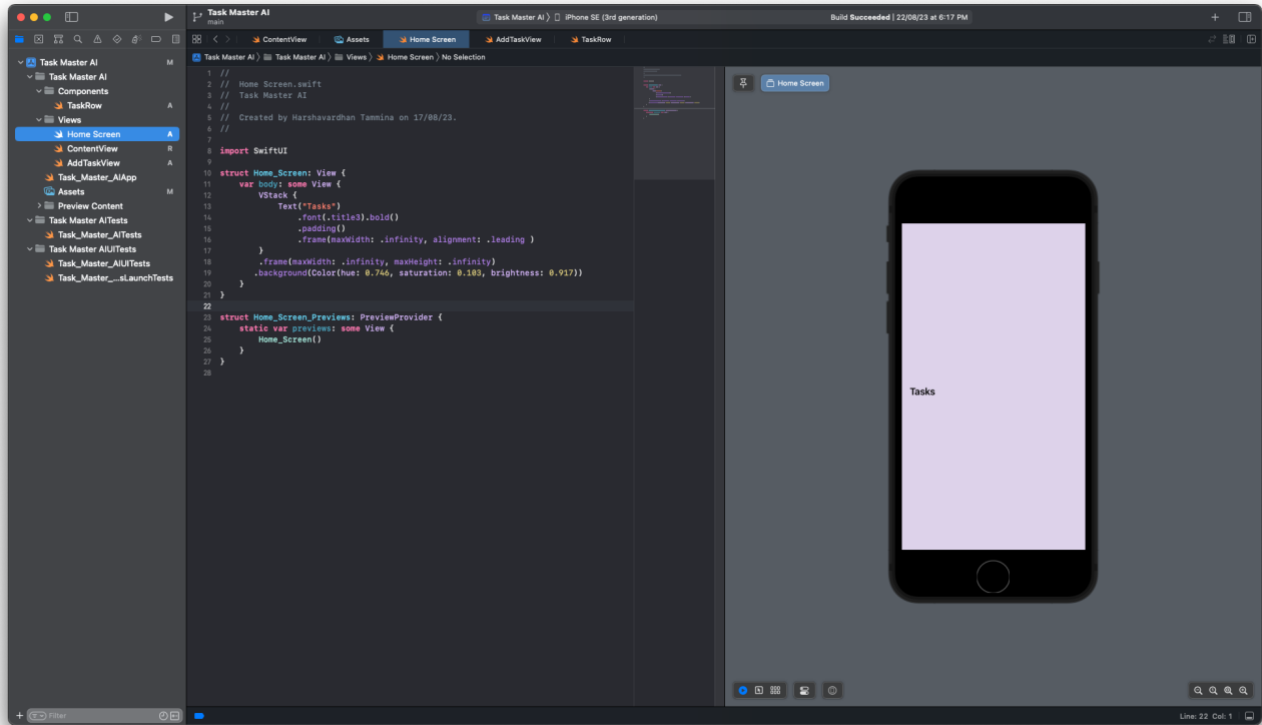 Task Master AI
main
Task Master AI
iPhone SE (3rd generation)
Build Succeeded | 22/08/23 at 6:17 PM
ContentView
Assets
Home Screen
AddTaskView
TaskRow
Task Master AI
Task Master AI
Views
Home Screen
No Selection
Task Master AI M
Task Master AI
Components
TaskRow A
Views
Home Screen A
ContentView R
AddTaskView A
Task_Master_AIApp
Assets M
Preview Content
Task Master AITests
Task_Master_AITests
Task Master AIUITests
Task_Master_AIUITests
Task_Master_...sLaunchTests
Filter
1 //
2 // Home Screen.swift
3 // Task Master AI
4 //
5 // Created by Harshavardhan Tammina on 17/08/23.
6 //
7
8 import SwiftUI
9
10 struct Home_Screen: View {
11 var body: some View {
12 VStack {
13 Text("Tasks")
14 .font(.title3).bold()
15 .padding()
16 .frame(maxWidth: .infinity, alignment: .leading )
17 }
18 .frame(maxWidth: .infinity, maxHeight: .infinity)
19 .background(Color(hue: 0.746, saturation: 0.103, brightness: 0.917))
20 }
21 }
22
23 struct Home_Screen_Previews: PreviewProvider {
24 static var previews: some View {
25 Home_Screen()
26 }
27 }
28
Home Screen
Tasks
Line: 22 Col: 1